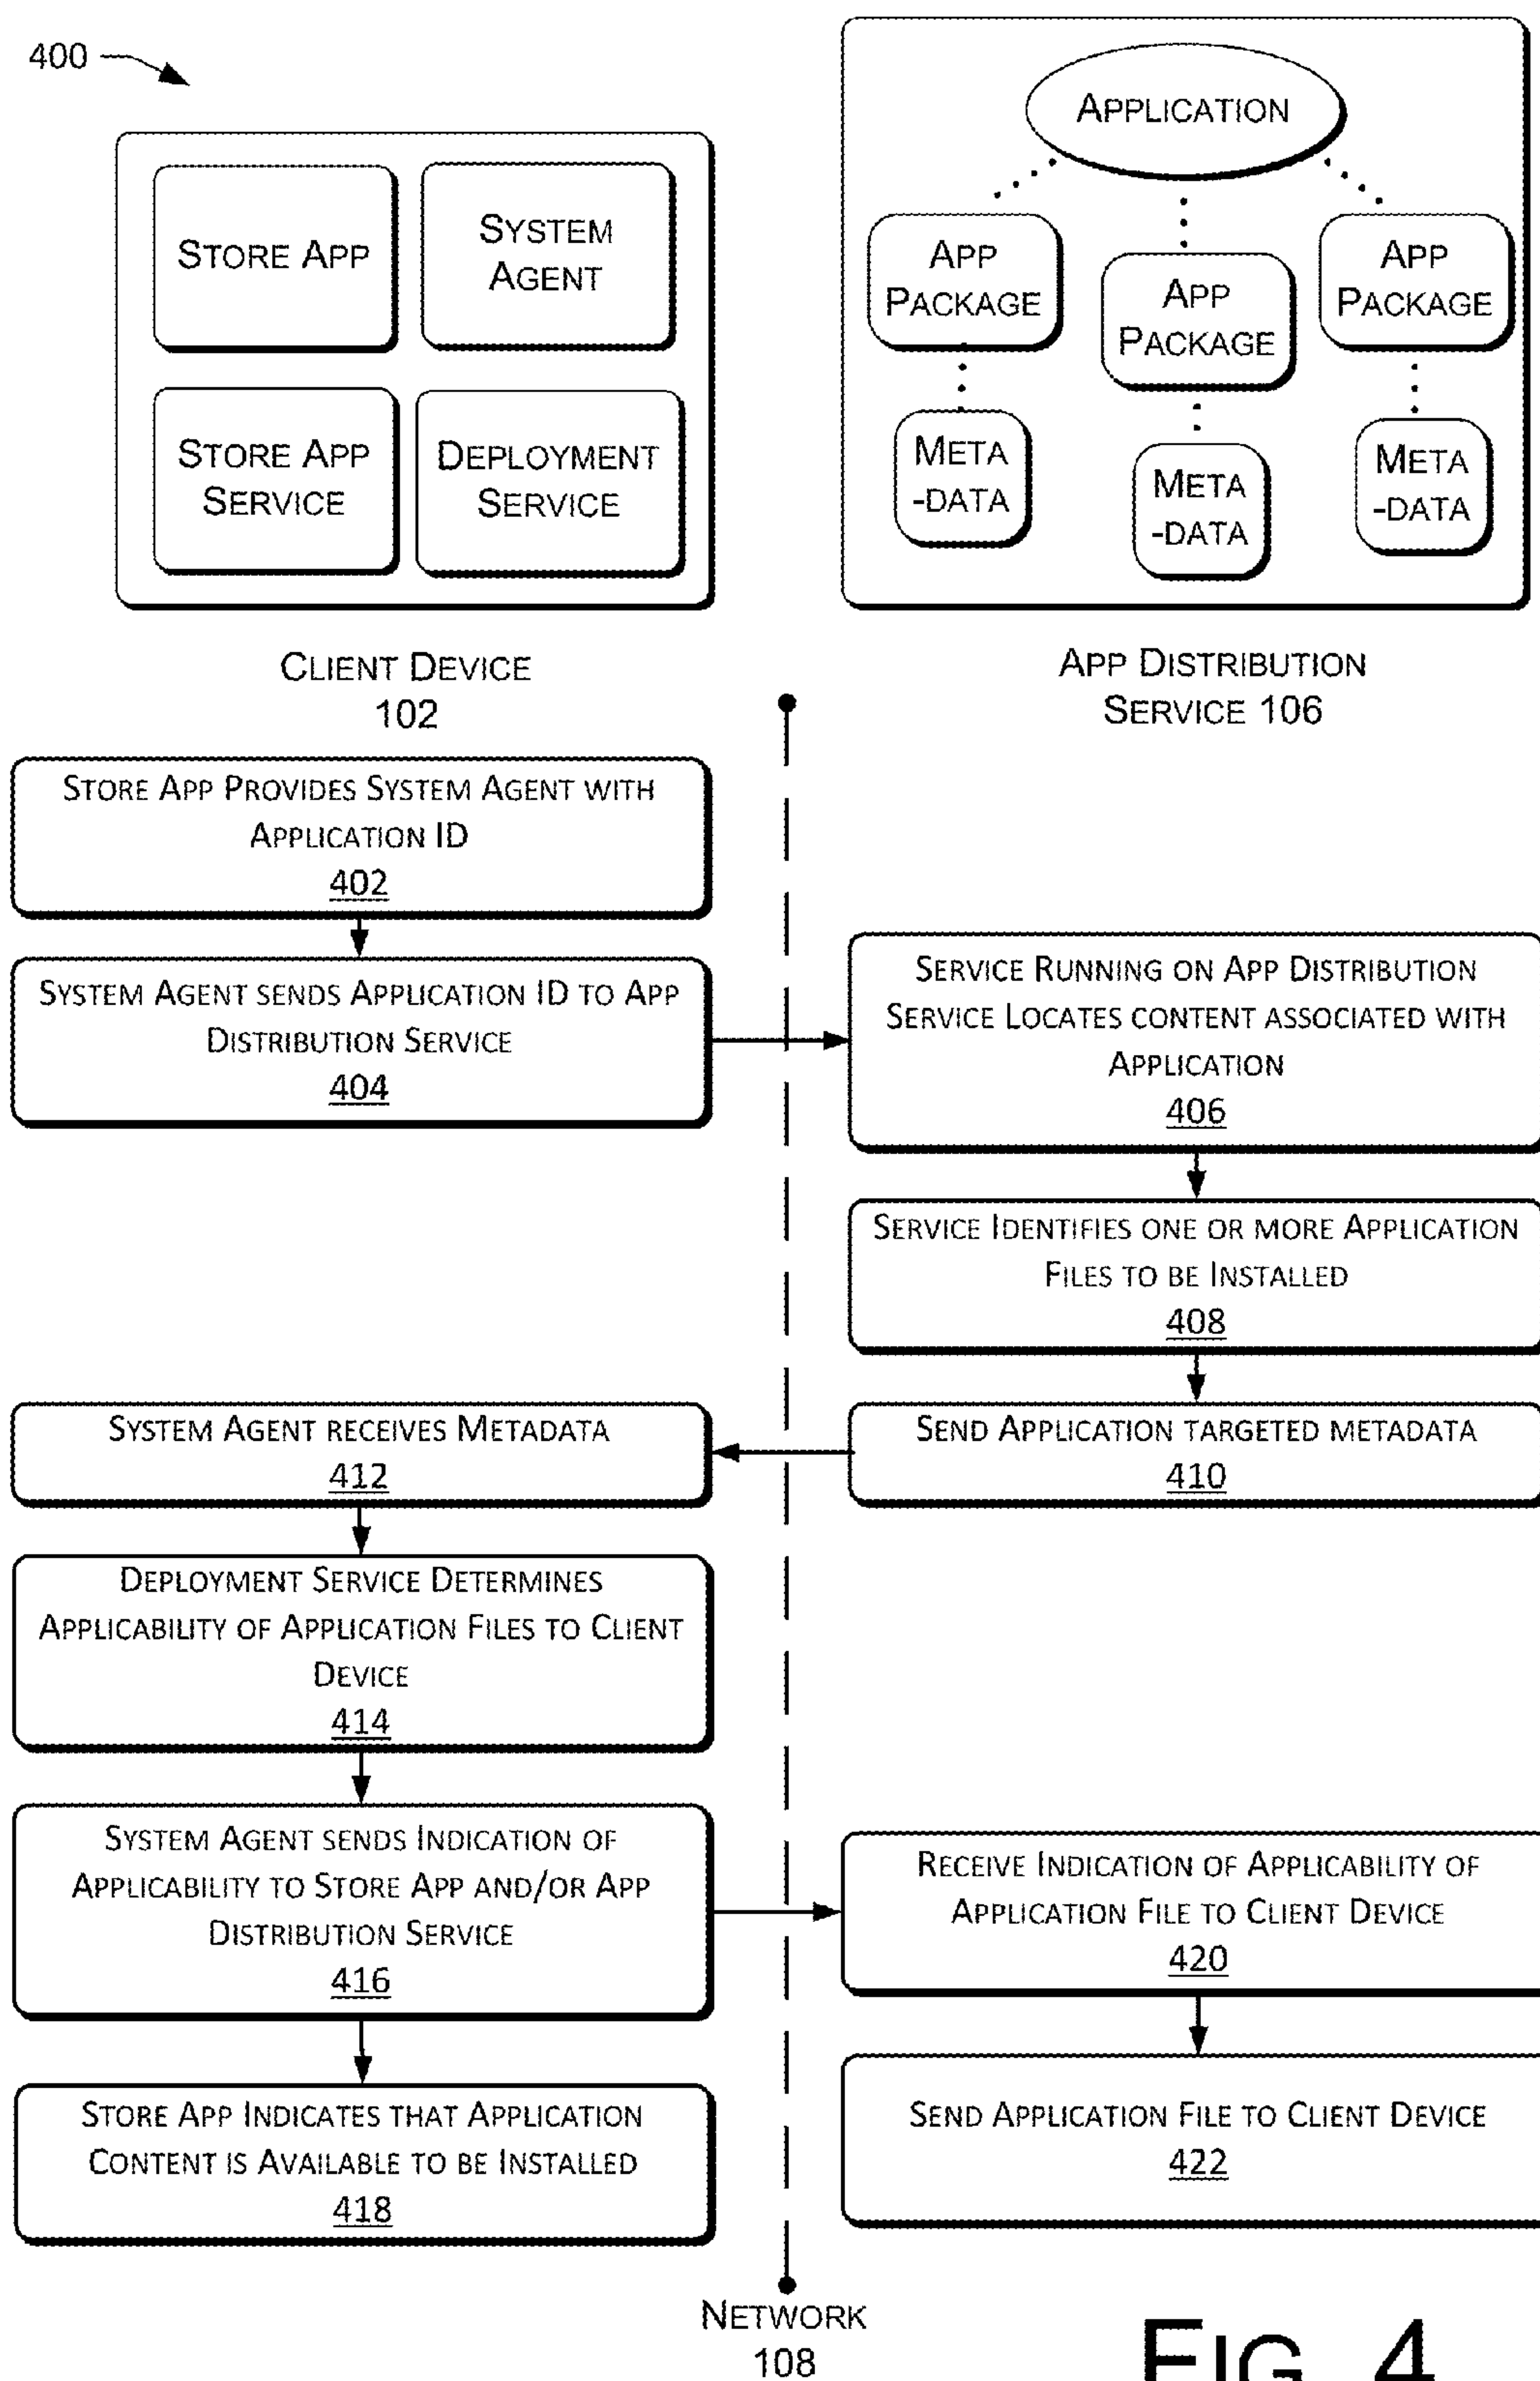 400
STORE APP
SYSTEM
AGENT
STORE APP
SERVICE
DEPLOYMENT
SERVICE
CLIENT DEVICE
102
APPLICATION
APP
PACKAGE
APP
PACKAGE
APP
PACKAGE
META
-DATA
META
-DATA
META
-DATA
APP DISTRIBUTION
SERVICE 106
STORE APP PROVIDES SYSTEM AGENT WITH
APPLICATION ID
402
SYSTEM AGENT SENDS APPLICATION ID TO APP
DISTRIBUTION SERVICE
404
SERVICE RUNNING ON APP DISTRIBUTION
SERVICE LOCATES CONTENT ASSOCIATED WITH
APPLICATION
406
SERVICE IDENTIFIES ONE OR MORE APPLICATION
FILES TO BE INSTALLED
408
SEND APPLICATION TARGETED METADATA
410
SYSTEM AGENT RECEIVES METADATA
412
DEPLOYMENT SERVICE DETERMINES
APPLICABILITY OF APPLICATION FILES TO CLIENT
DEVICE
414
SYSTEM AGENT SENDS INDICATION OF
APPLICABILITY TO STORE APP AND/OR APP
DISTRIBUTION SERVICE
416
STORE APP INDICATES THAT APPLICATION
CONTENT IS AVAILABLE TO BE INSTALLED
418
RECEIVE INDICATION OF APPLICABILITY OF
APPLICATION FILE TO CLIENT DEVICE
420
SEND APPLICATION FILE TO CLIENT DEVICE
422
NETWORK
108
FIG. 4